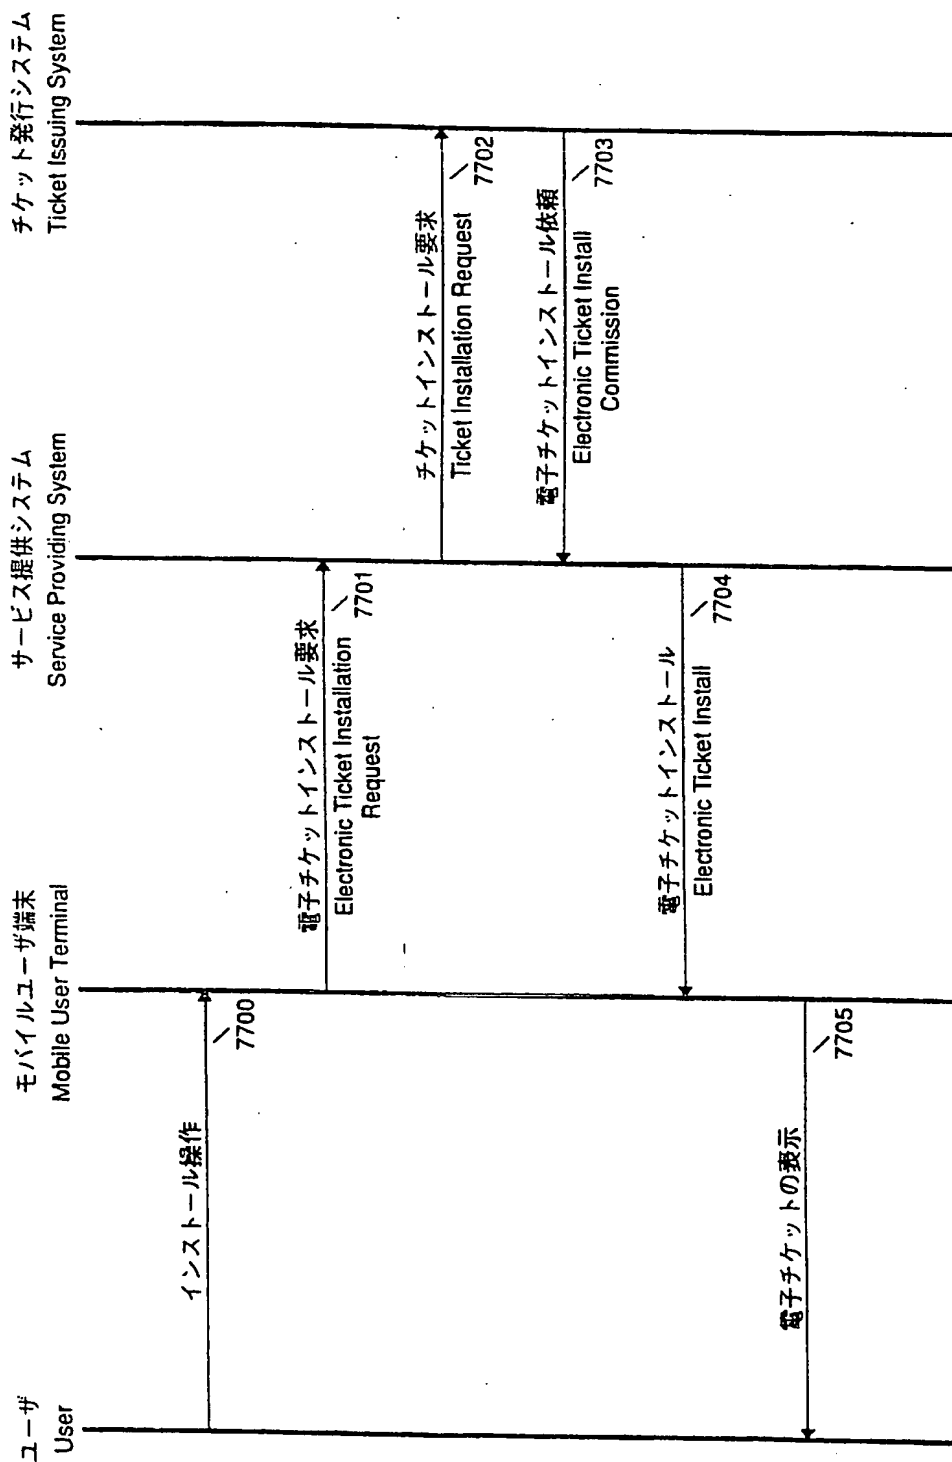 ユーザ
User
モバイルユーザ端末
Mobile User Terminal
サービス提供システム
Service Providing System
チケット発行システム
Ticket Issuing System
インストール操作
7700
電子チケットインストール要求
Electronic Ticket Installation
Request
7701
チケットインストール要求
Ticket Installation Request
7702
電子チケットインストール依頼
Electronic Ticket Install
Commission
7703
電子チケットインストール
Electronic Ticket Install
7704
電子チケットの表示
7705